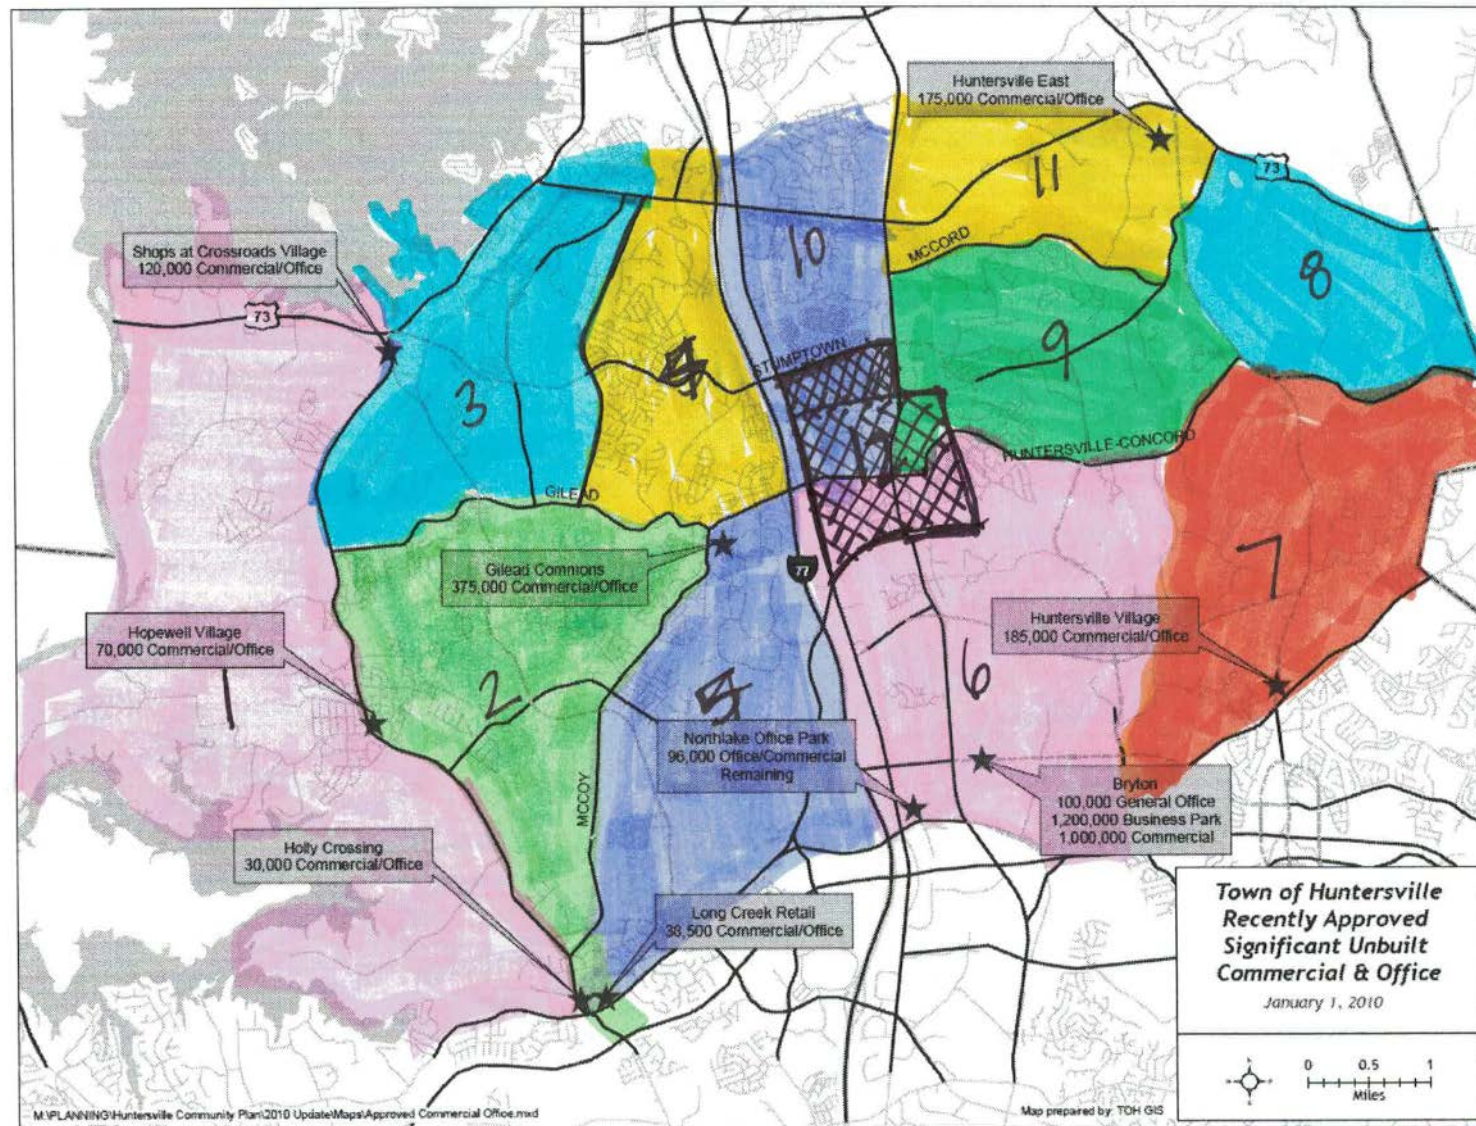 Huntersville East
175,000 Commercial/Office
73
11
Shops at Crossroads Village
120,000 Commercial/Office
MCCORD
10
8
73
STUMPTOWN
9
3
4
12
HUNTERSVILLE-CONCORD
GILEAD
Gilead Commons
375,000 Commercial/Office
77
7
Hopewell Village
70,000 Commercial/Office
Huntersville Village
185,000 Commercial/Office
1
2
5
6
Northlake Office Park
96,000 Office/Commercial
Remaining
Bryton
100,000 General Office
1,200,000 Business Park
1,000,000 Commercial
MCCOY
Holly Crossing
30,000 Commercial/Office
Long Creek Retail
38,500 Commercial/Office
Town of Huntersville
Recently Approved
Significant Unbuilt
Commercial & Office
January 1, 2010
0 0.5 1
Miles
M:\PLANNING\Huntersville Community Plan\2010 Update\Maps\Approved Commercial Office.mxd
Map prepared by: TOH GIS